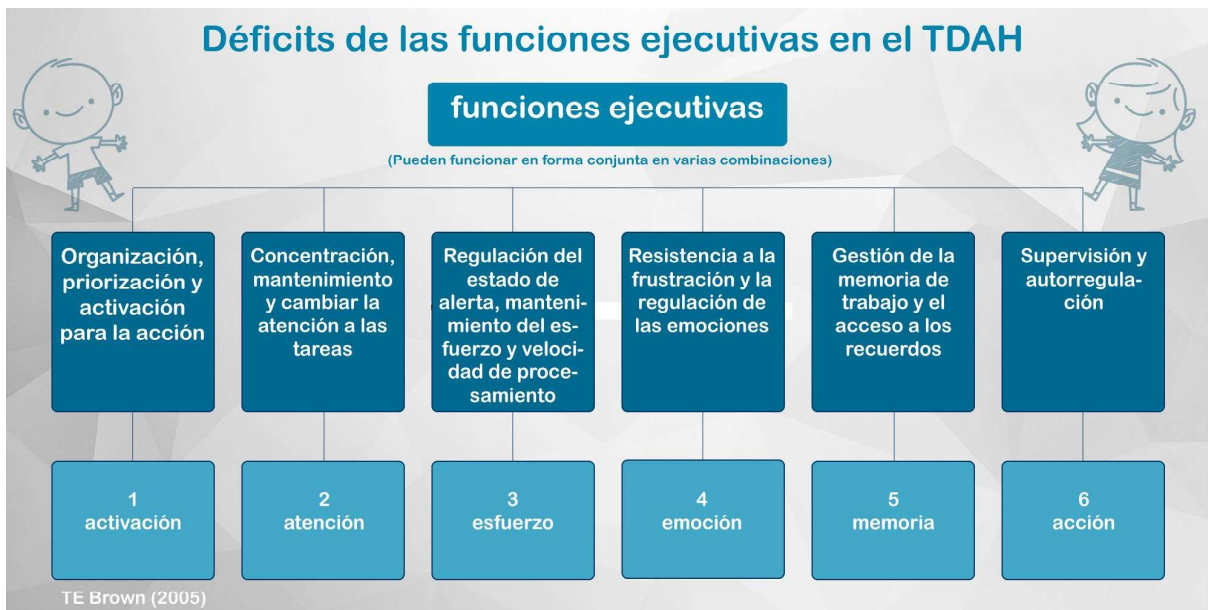 Déficits de las funciones ejecutivas en el TDAH
funciones ejecutivas
(Pueden funcionar en forma conjunta en varias combinaciones)
Organización,
priorización y
activación
para la acción
Concentración,
mantenimiento
y cambiar la
atención a las
tareas
Regulación del
estado de
alerta, manteni-
miento del es-
fuerzo y veloci-
dad de proce-
samiento
Resistencia a la
frustración y la
regulación de
las emociones
Gestión de la
memoria de
trabajo y el
acceso a los
recuerdos
Supervisión y
autorregula-
ción
1
activación
2
atención
3
esfuerzo
4
emoción
5
memoria
6
acción
TE Brown (2005)